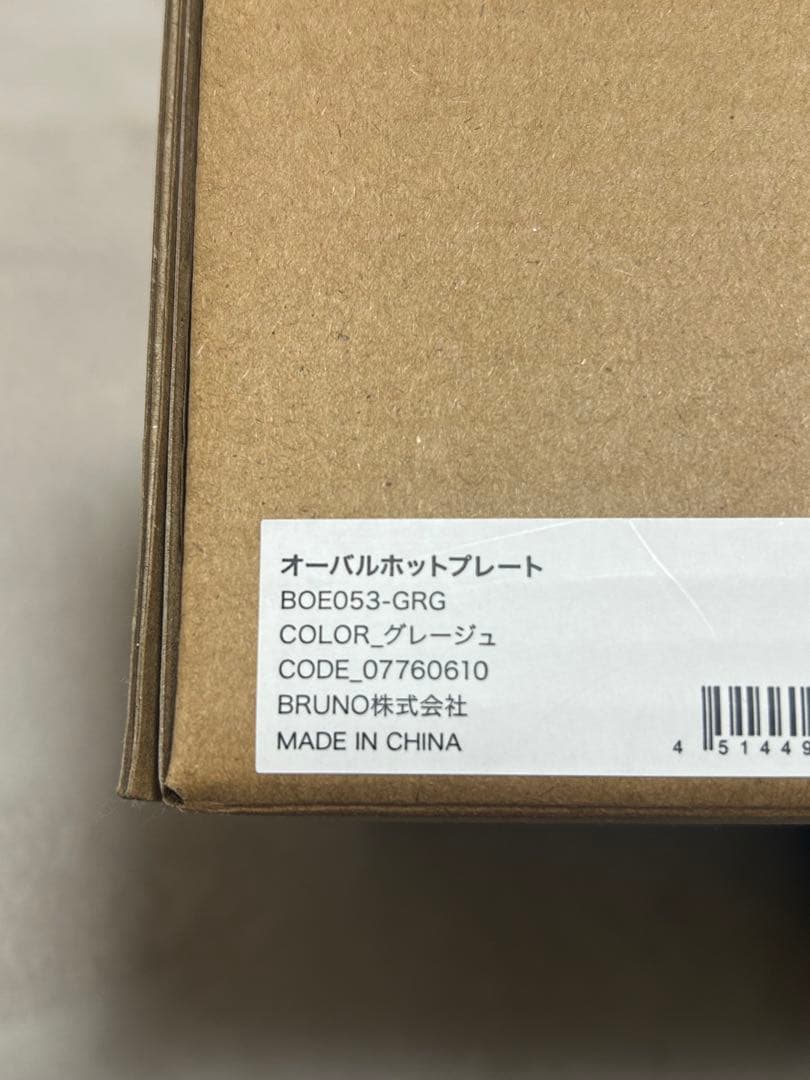 オーバルホットプレート
BOE053-GRG
COLOR_グレージュ
CODE_07760610
BRUNO株式会社
MADE IN CHINA
4 51449